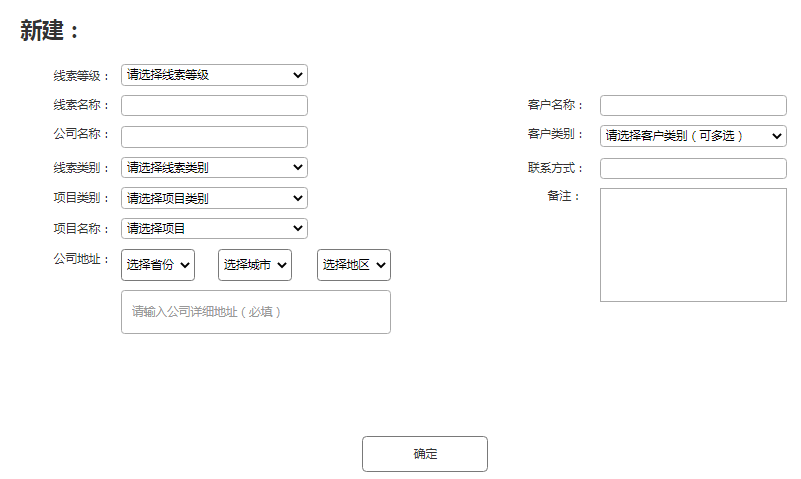 新建：
线索等级： 请选择线索等级
线索名称： 客户名称：
公司名称： 客户类别： 请选择客户类别（可多选）
线索类别： 请选择线索类别 联系方式：
项目类别： 请选择项目类别 备注：
项目名称： 请选择项目
公司地址： 选择省份 选择城市 选择地区
请输入公司详细地址（必填）
确定